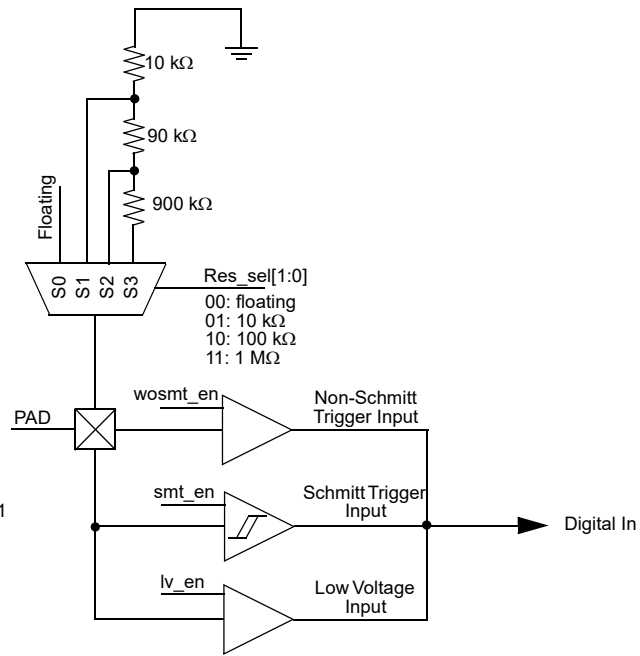 10 kΩ
90 kΩ
900 kΩ
Floating
S0
S1
S2
S3
Res_sel[1:0]
00: floating
01: 10 kΩ
10: 100 kΩ
11: 1 MΩ
PAD
wosmt_en
Non-Schmitt
Trigger Input
smt_en
Schmitt Trigger
Input
1
Digital In
lv_en
Low Voltage
Input